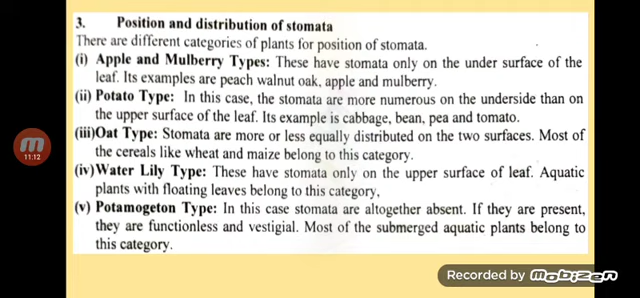 3. Position and distribution of stomata
There are different categories of plants for position of stomata.
(i) Apple and Mulberry Types: These have stomata only on the under surface of the
leaf. Its examples are peach walnut oak, apple and mulberry.
(ii) Potato Type: In this case, the stomata are more numerous on the underside than on
the upper surface of the leaf. Its example is cabbage, bean, pea and tomato.
(iii)Oat Type: Stomata are more or less equally distributed on the two surfaces. Most of
the cereals like wheat and maize belong to this category.
(iv)Water Lily Type: These have stomata only on the upper surface of leaf. Aquatic
plants with floating leaves belong to this category,
(v) Potamogeton Type: In this case stomata are altogether absent. If they are present,
they are functionless and vestigial. Most of the submerged aquatic plants belong to
this category.
m
11:12
Recorded by mobizen